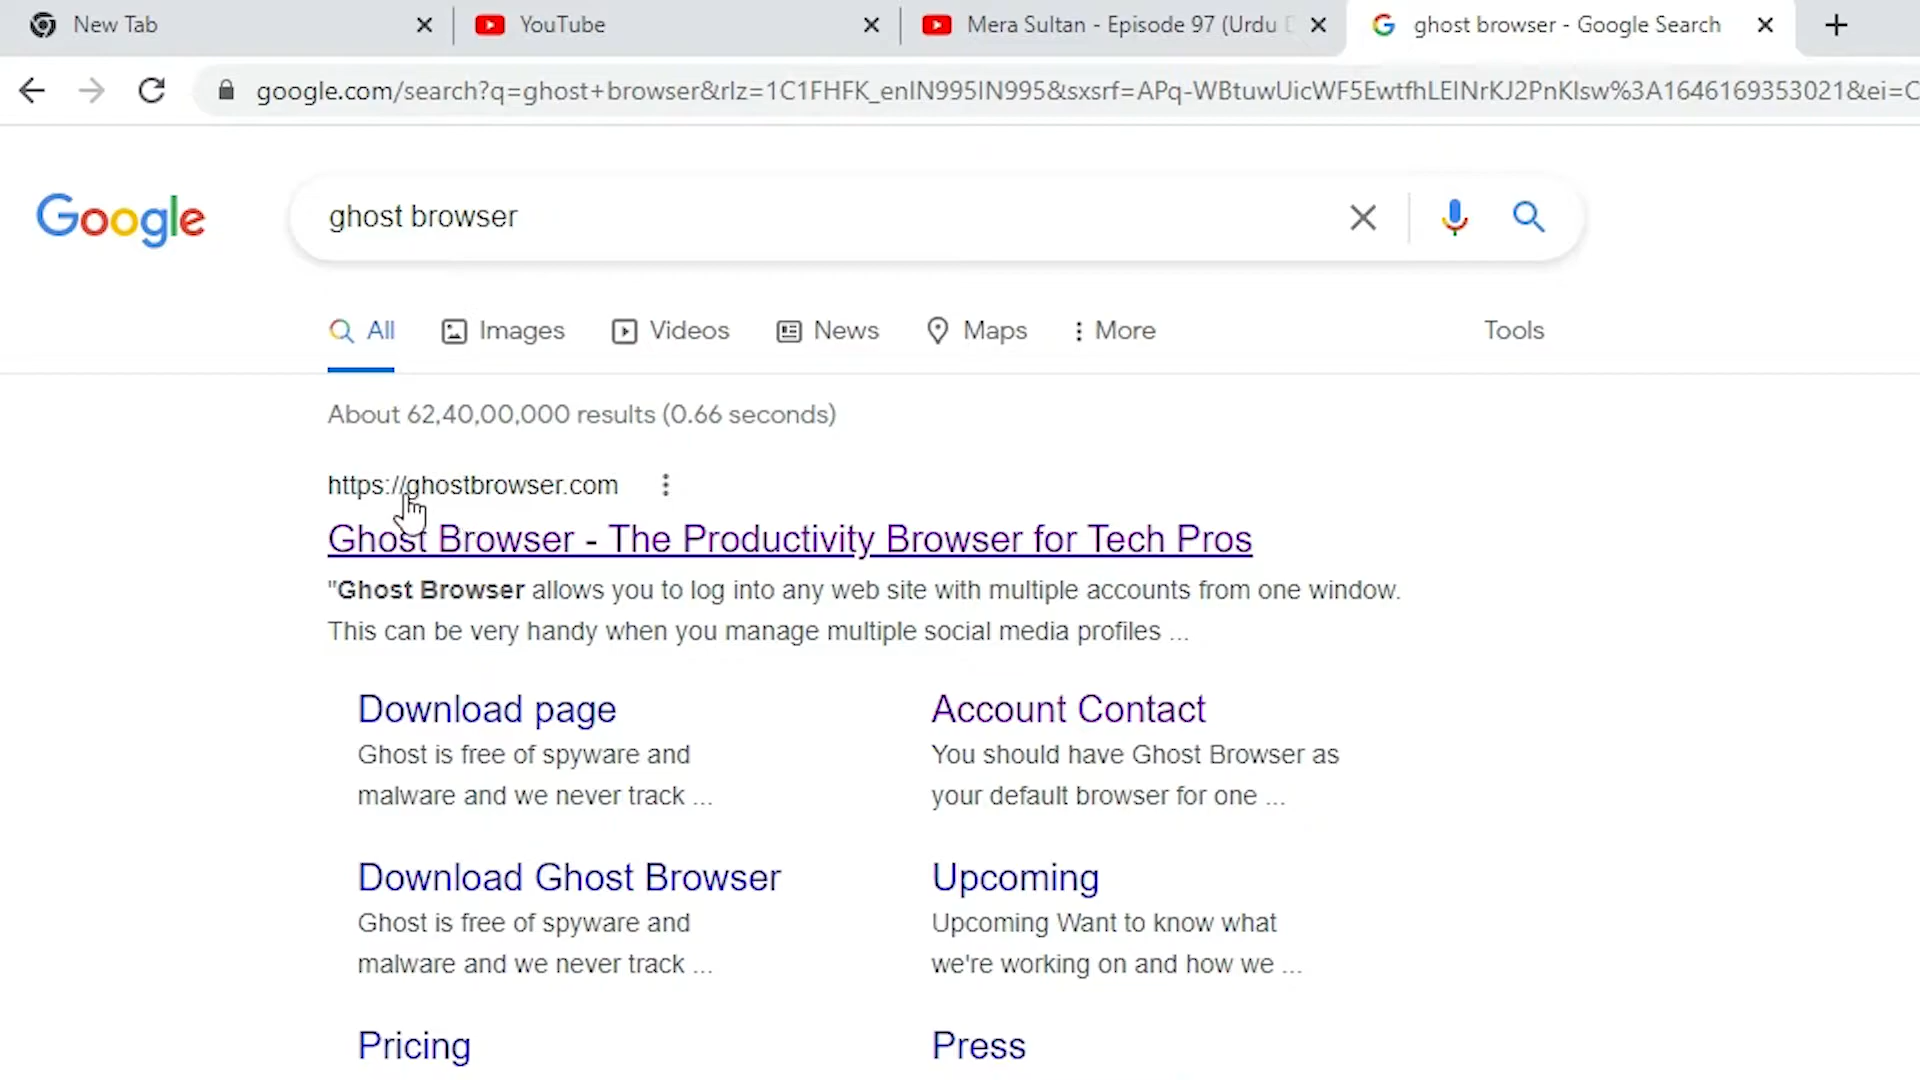 New Tab
YouTube
Mera Sultan - Episode 97 (Urdu
ghost browser - Google Search
google.com/search?q=ghost+browser&rlz=1C1FHFK_enIN995IN995&sxsrf=APq-WBtuwUicWF5EwtfhLEINrKJ2PnKIsw%3A1646169353021&ei=C
Google
ghost browser
All
Images
Videos
News
Maps
More
Tools
About 62,40,00,000 results (0.66 seconds)
https://ghostbrowser.com
Ghost Browser - The Productivity Browser for Tech Pros
"Ghost Browser allows you to log into any web site with multiple accounts from one window.
This can be very handy when you manage multiple social media profiles ...
Download page
Ghost is free of spyware and
malware and we never track ...
Account Contact
You should have Ghost Browser as
your default browser for one ...
Download Ghost Browser
Ghost is free of spyware and
malware and we never track ...
Upcoming
Upcoming Want to know what
we're working on and how we ...
Pricing
Press